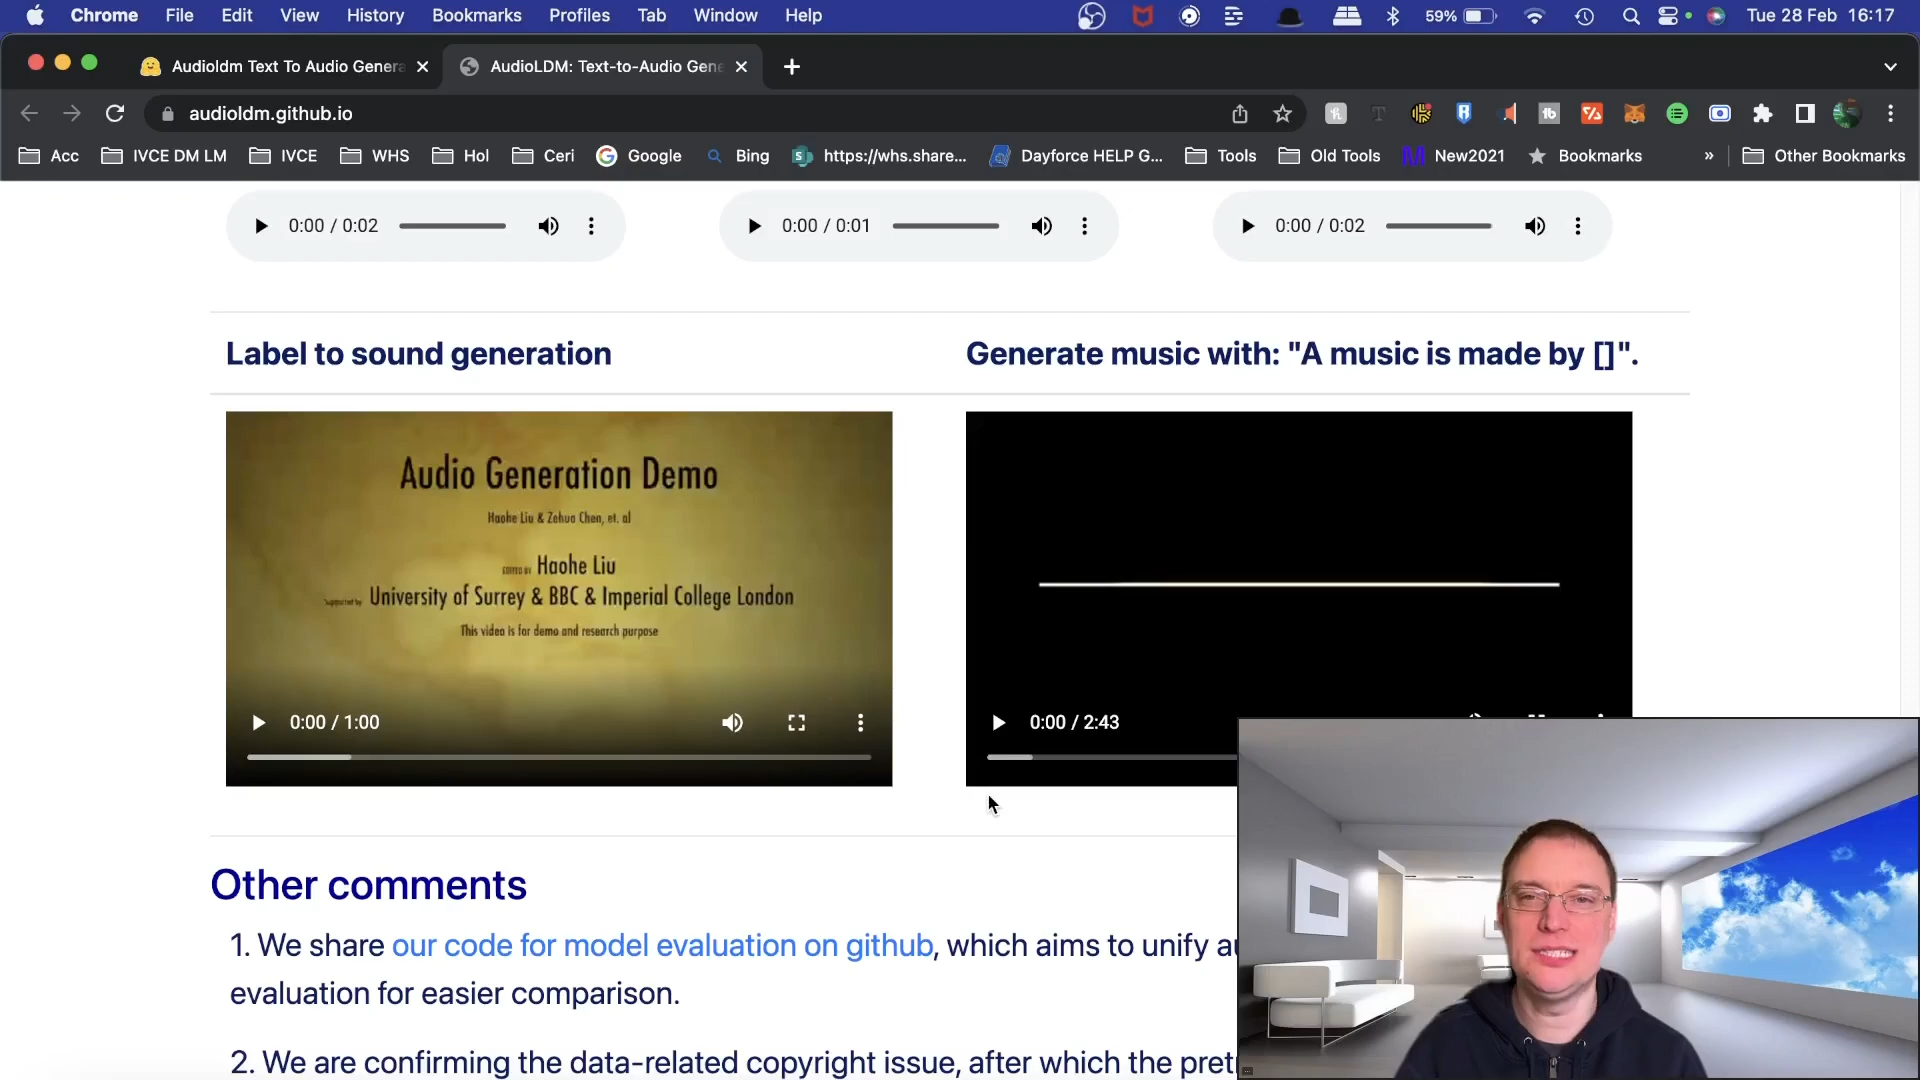 Chrome File Edit View History Bookmarks Profiles Tab Window Help 59% Tue 28 Feb 16:17
Audioldm Text To Audio Genera
AudioLDM: Text-to-Audio Gene
audioldm.github.io
Acc IVCE DM LM IVCE WHS Hol Ceri Google Bing https://whs.share... Dayforce HELP G... Tools Old Tools New2021 Bookmarks » Other Bookmarks
0:00 / 0:02 0:00 / 0:01 0:00 / 0:02
Label to sound generation
Generate music with: "A music is made by []".
Audio Generation Demo
Haohe Liu & Zehua Chen, et. al
Haohe Liu
University of Surrey & BBC & Imperial College London
This video is for demo and research purpose
0:00 / 1:00
0:00 / 2:43
Other comments
1. We share our code for model evaluation on github, which aims to unify au
evaluation for easier comparison.
2. We are confirming the data-related copyright issue, after which the pret